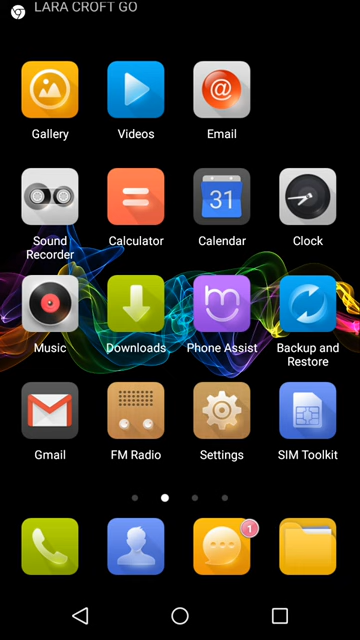 LARA CROFT GO
Gallery
Videos
Email
Sound
Recorder
Calculator
31
Calendar
Clock
Music
Downloads
Phone Assist
Backup and
Restore
Gmail
FM Radio
Settings
SIM Toolkit
1